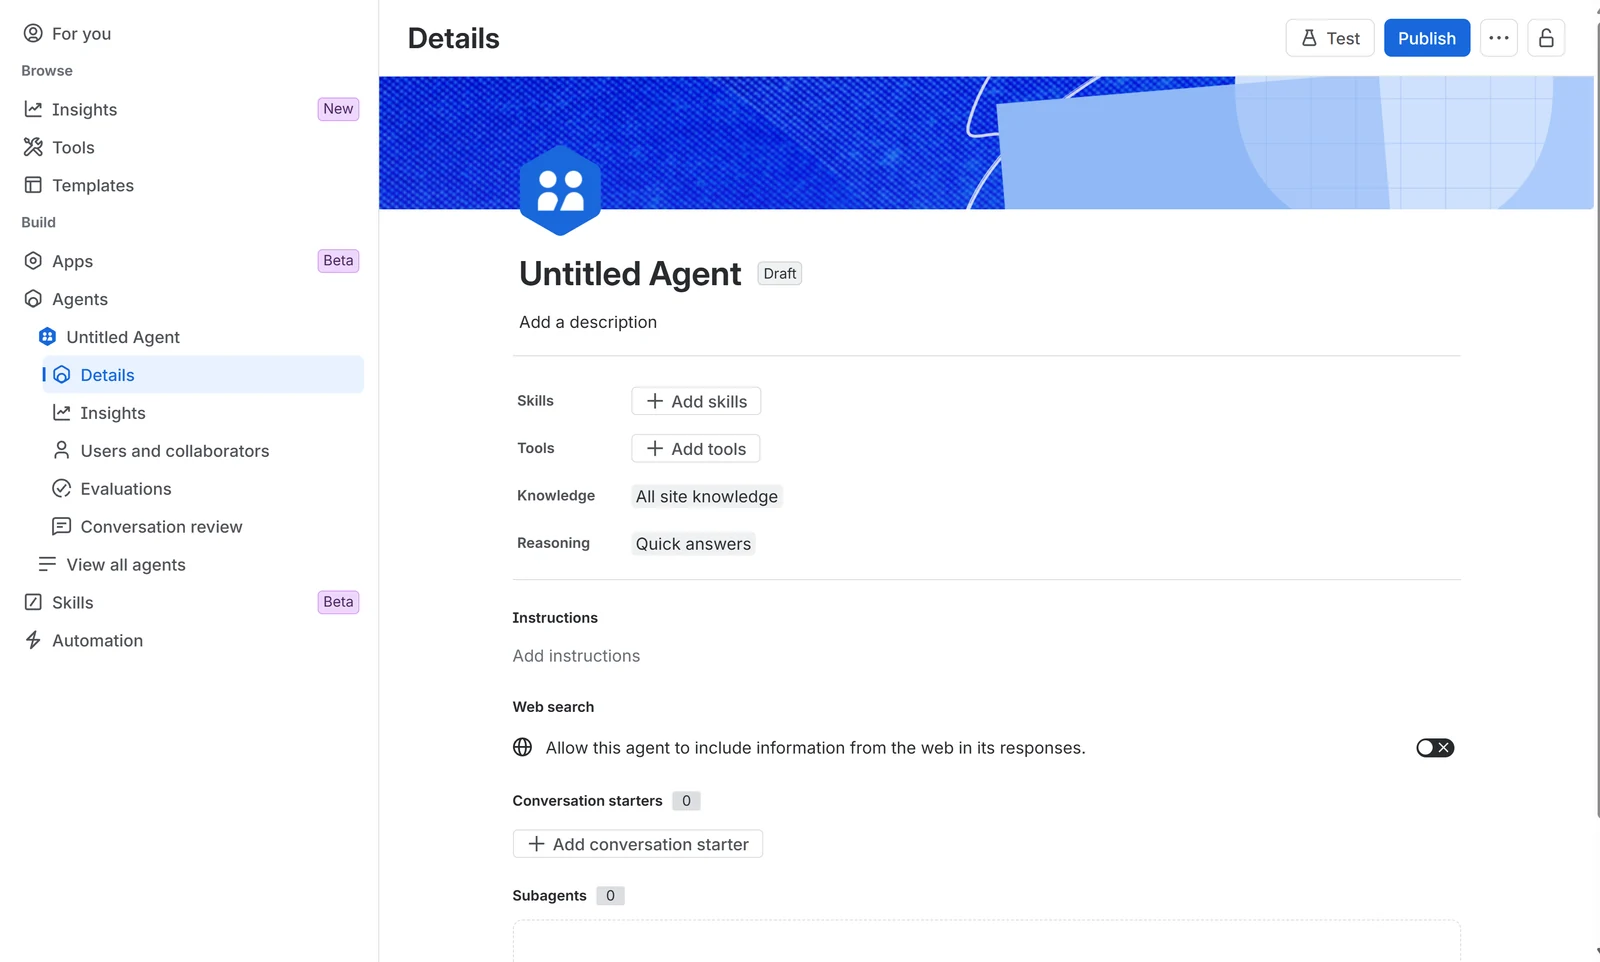 For you
Browse
Insights
New
Tools
Templates
Build
Apps
Beta
Agents
Untitled Agent
Details
Insights
Users and collaborators
Evaluations
Conversation review
View all agents
Skills
Beta
Automation
Details
Test
Publish
Untitled Agent
Draft
Add a description
Skills
Add skills
Tools
Add tools
Knowledge
All site knowledge
Reasoning
Quick answers
Instructions
Add instructions
Web search
Allow this agent to include information from the web in its responses.
Conversation starters
0
Add conversation starter
Subagents
0